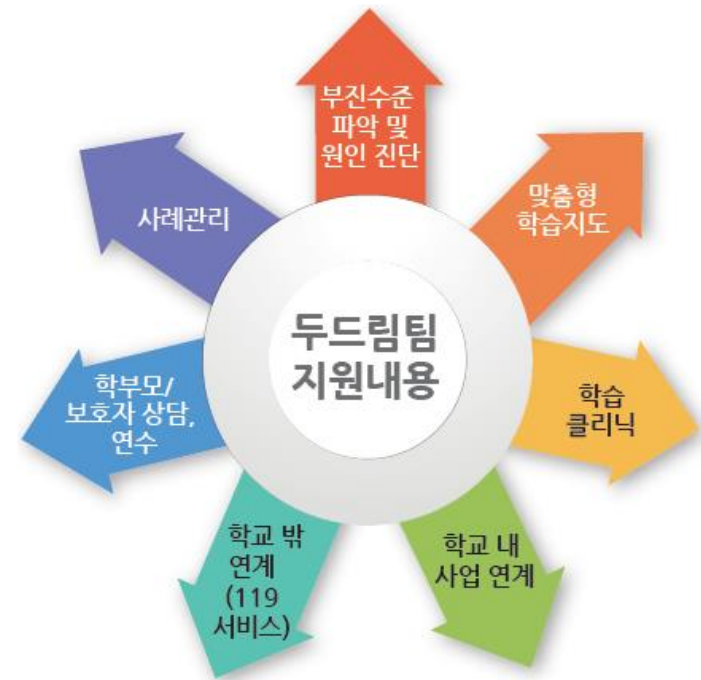 부진수준
파악 및
원인 진단
맞춤형
학습지도
학습
클리닉
학교 내
사업 연계
학교 밖
연계
(119
서비스)
학부모/
보호자 상담,
연수
사례관리
두드림팀
지원내용